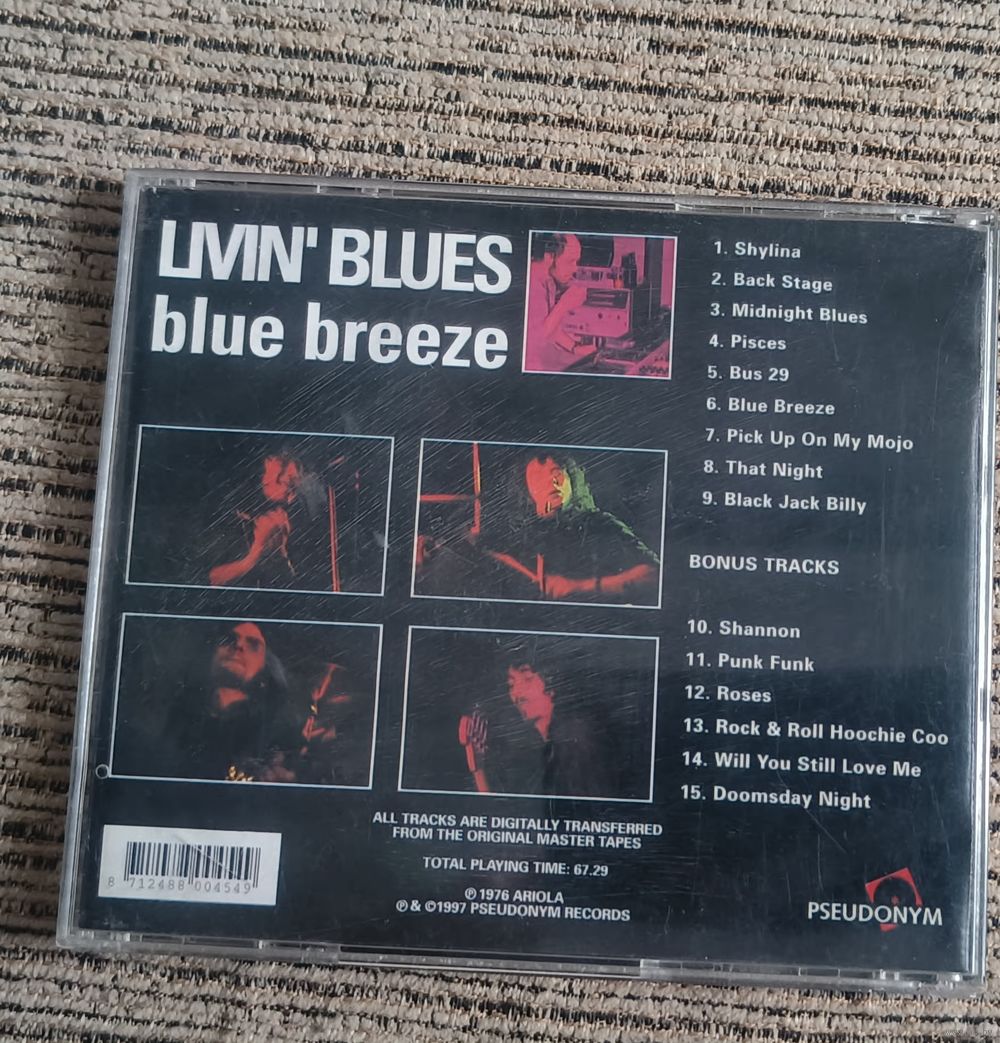 LIVIN' BLUES
blue breeze
1. Shylina
2. Back Stage
3. Midnight Blues
4. Pisces
5. Bus 29
6. Blue Breeze
7. Pick Up On My Mojo
8. That Night
9. Black Jack Billy
BONUS TRACKS
10. Shannon
11. Punk Funk
12. Roses
13. Rock & Roll Hoochie Coo
14. Will You Still Love Me
15. Doomsday Night
ALL TRACKS ARE DIGITALLY TRANSFERRED
FROM THE ORIGINAL MASTER TAPES
TOTAL PLAYING TIME: 67.29
℗ 1976 ARIOLA
℗ & ©1997 PSEUDONYM RECORDS
8 712488 004549
PSEUDONYM